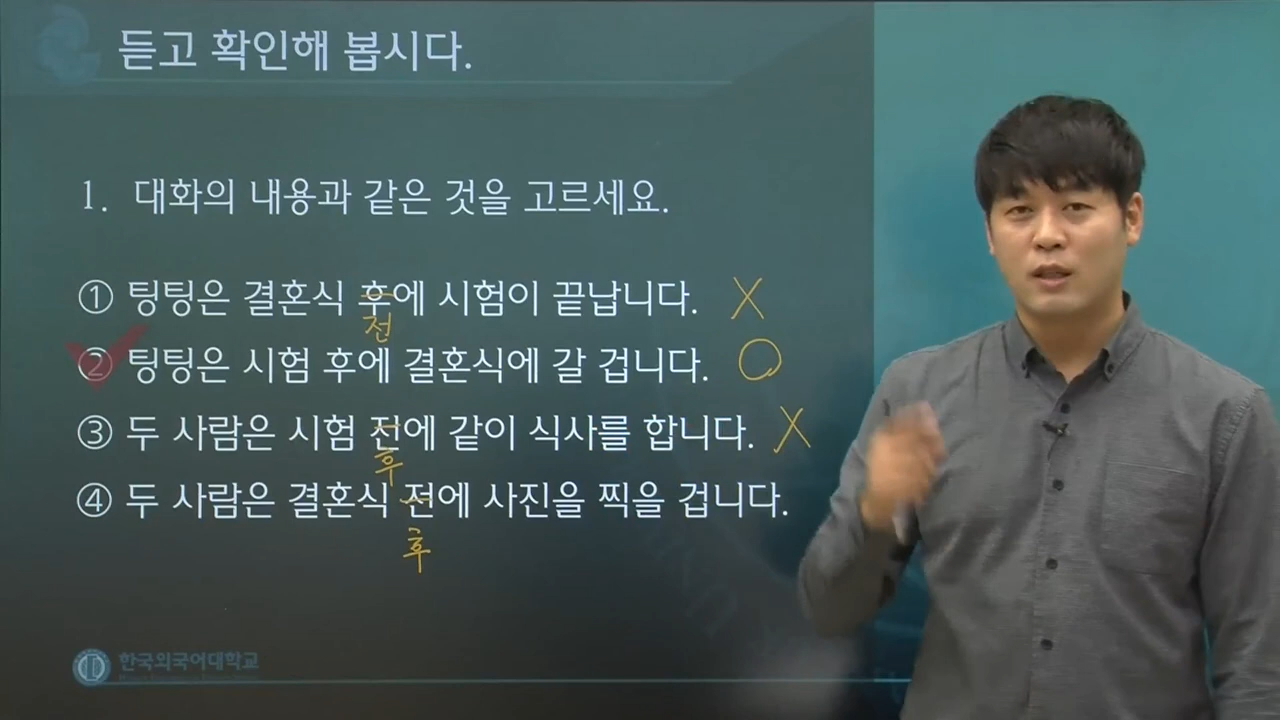 듣고 확인해 봅시다.
1. 대화의 내용과 같은 것을 고르세요.
① 팅팅은 결혼식 후에 시험이 끝납니다. X
전
② 팅팅은 시험 후에 결혼식에 갈 겁니다. O
③ 두 사람은 시험 전에 같이 식사를 합니다. X
후
④ 두 사람은 결혼식 전에 사진을 찍을 겁니다.
후
한국외국어대학교